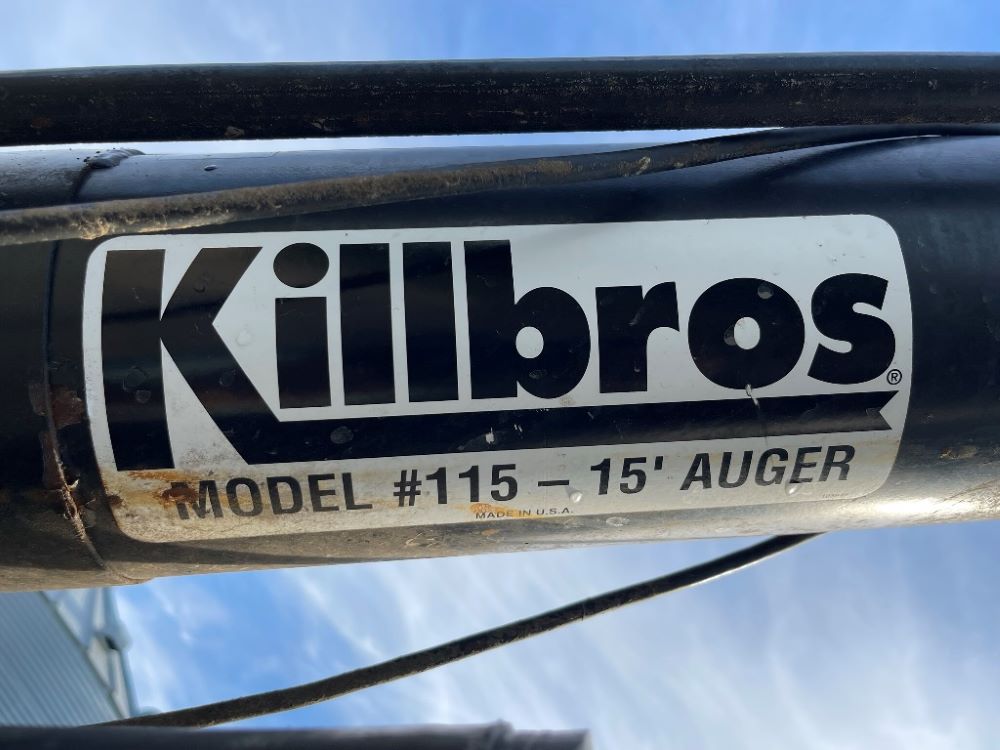 Killbros®
MODEL #115 – 15' AUGER
MADE IN U.S.A.